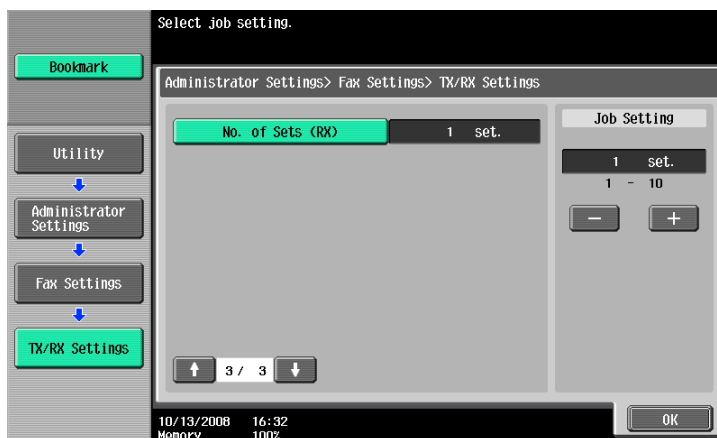 Select job setting.
Bookmark
Administrator Settings> Fax Settings> TX/RX Settings
Utility
Administrator
Settings
Fax Settings
TX/RX Settings
No. of Sets (RX)
1 set.
3/ 3
Job Setting
1 set.
1 - 10
10/13/2008 16:32
Memory 100%
OK